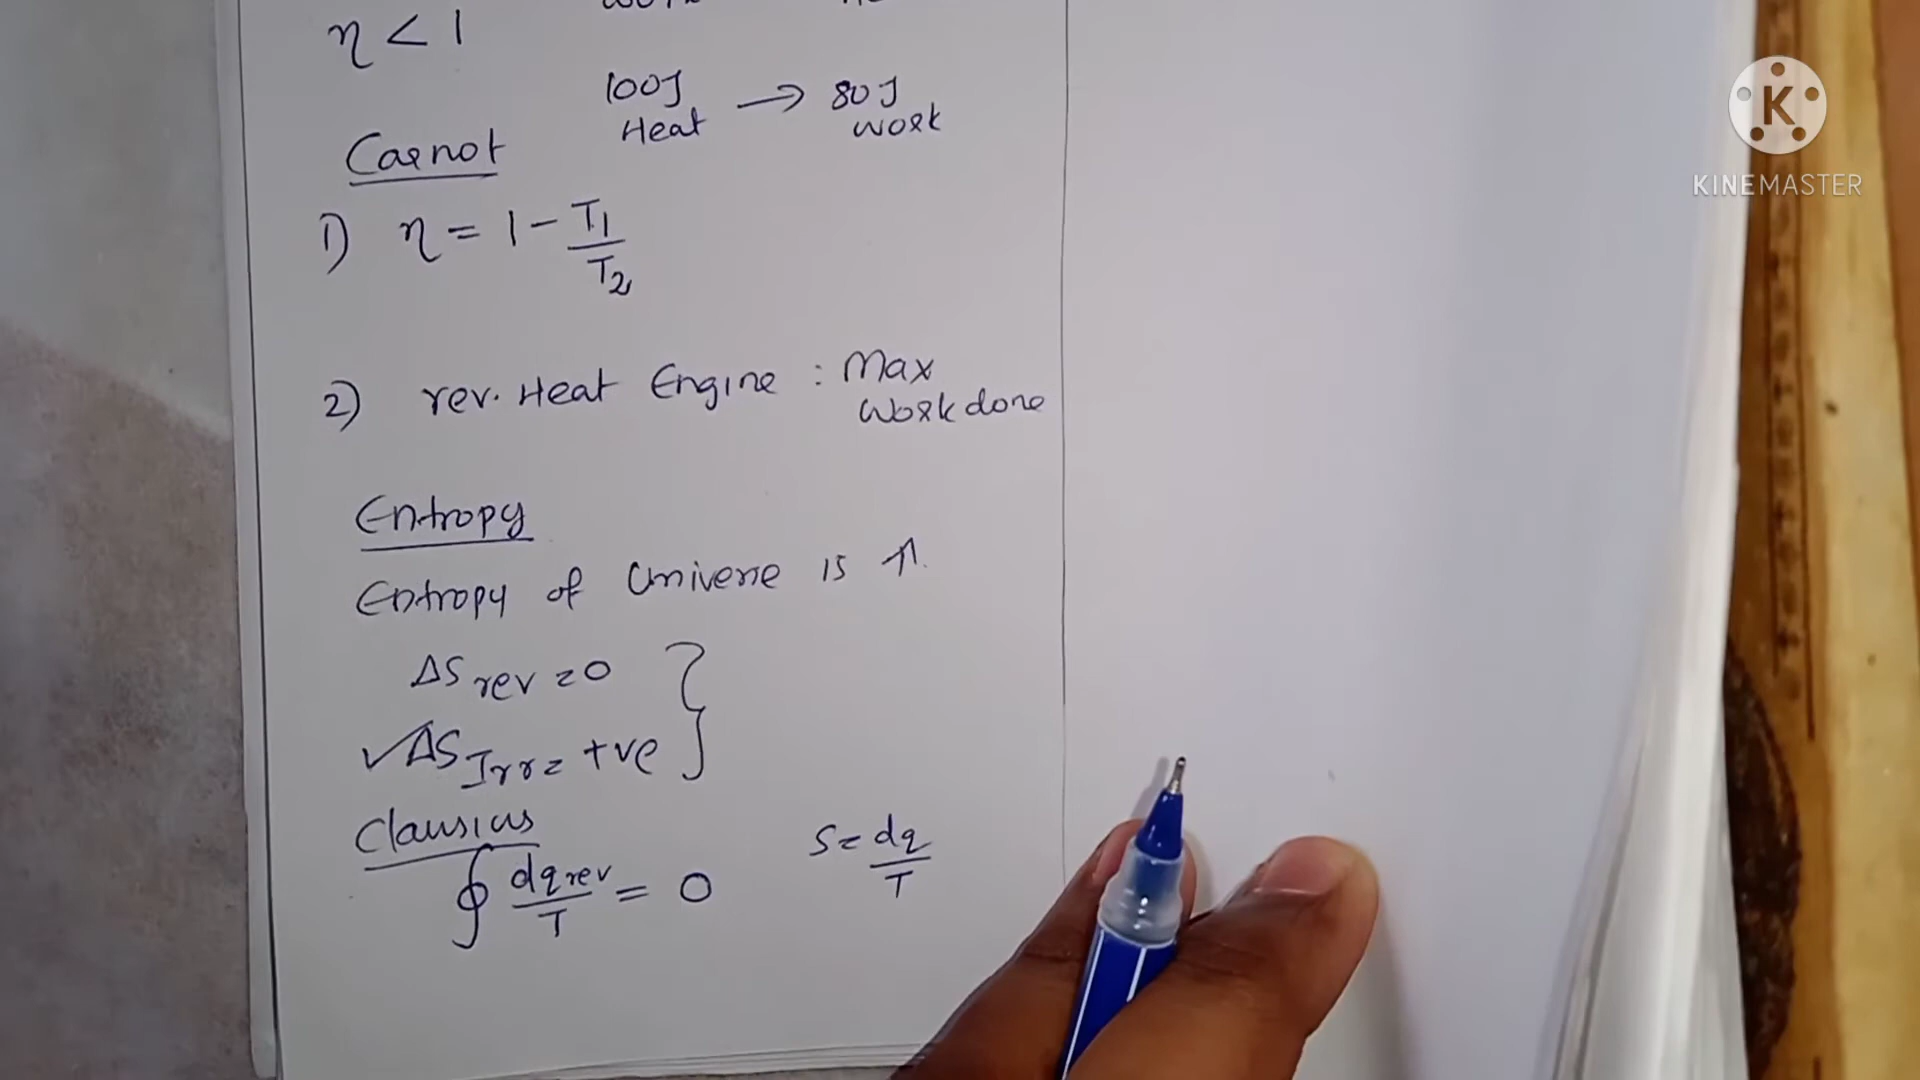 η < 1
100J → 80J
Heat Work
Carnot
1) η = 1 - T1/T2
2) rev. Heat Engine : Max
Work done
Entropy
Entropy of Universe is ↑.
ΔS rev = 0
✓ΔS Irr = +ve
Clausius
∮ dq rev/T = 0 S = dq/T
K
KINEMASTER